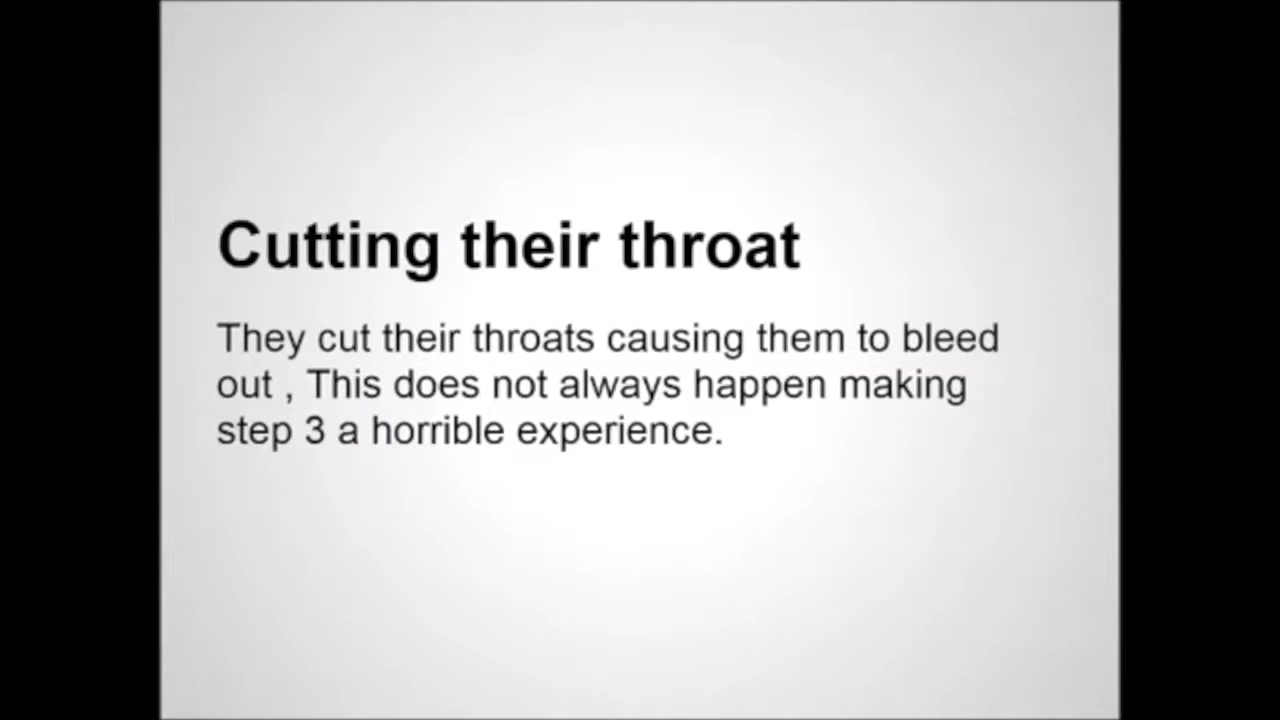 Cutting their throat
They cut their throats causing them to bleed
out , This does not always happen making
step 3 a horrible experience.